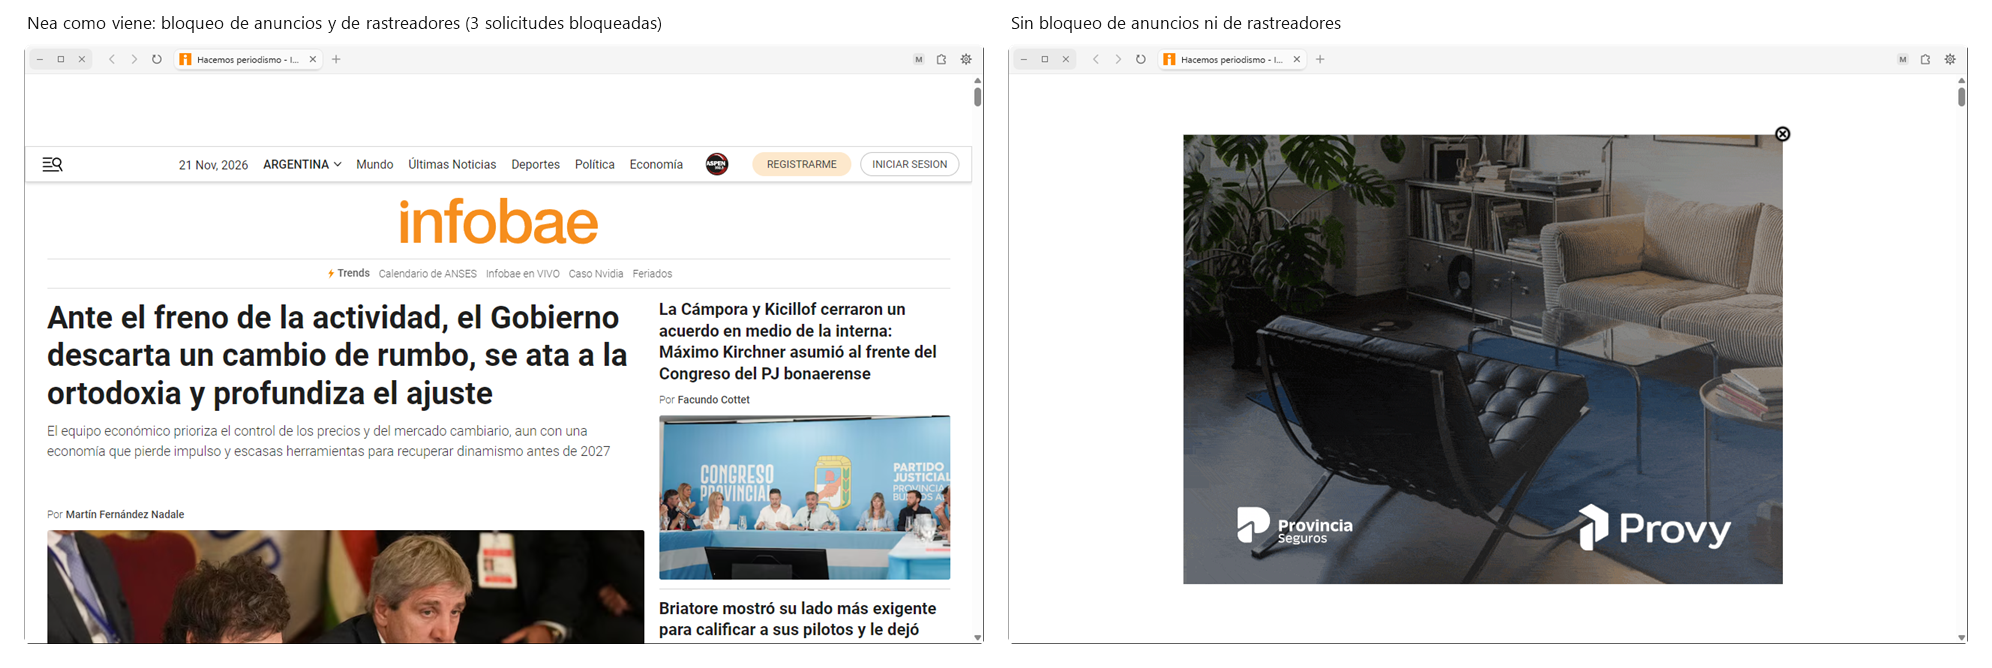 Nea como viene: bloqueo de anuncios y de rastreadores (3 solicitudes bloqueadas)
Hacemos periodismo - I...
M
21 Nov, 2026
ARGENTINA
Mundo
Últimas Noticias
Deportes
Política
Economía
ASPEN
REGISTRARME
INICIAR SESION
infobae
Trends
Calendario de ANSES
Infobae en VIVO
Caso Nvidia
Feriados
Ante el freno de la actividad, el Gobierno
descarta un cambio de rumbo, se ata a la
ortodoxia y profundiza el ajuste
El equipo económico prioriza el control de los precios y del mercado cambiario, aun con una
economía que pierde impulso y escasas herramientas para recuperar dinamismo antes de 2027
Por Martín Fernández Nadale
La Cámpora y Kicillof cerraron un
acuerdo en medio de la interna:
Máximo Kirchner asumió al frente del
Congreso del PJ bonaerense
Por Facundo Cottet
CONGRESO
PROVINCIAL
PARTIDO
JUSTICIAL
PROVINCIA
Briatore mostró su lado más exigente
para calificar a sus pilotos y le dejó
Sin bloqueo de anuncios ni de rastreadores
Hacemos periodismo - I...
M
Provincia
Seguros
Provy